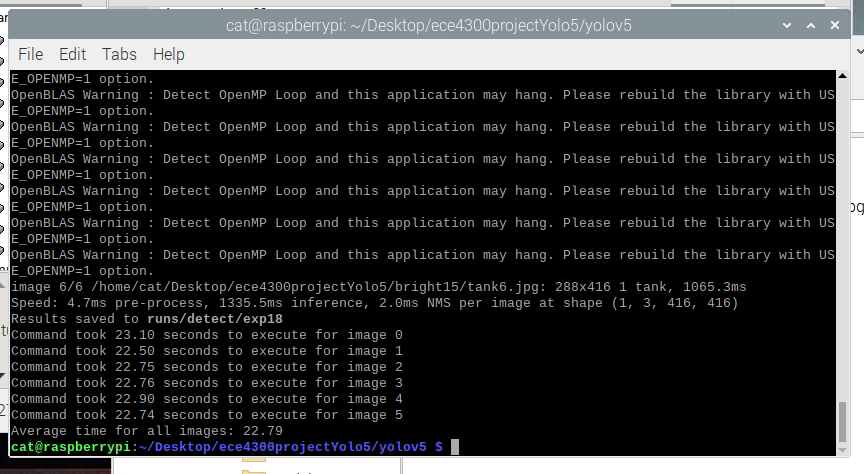 cat@raspberrypi: ~/Desktop/ece4300projectYolo5/yolov5
File Edit Tabs Help
E_OPENMP=1 option.
OpenBLAS Warning : Detect OpenMP Loop and this application may hang. Please rebuild the library with US
E_OPENMP=1 option.
OpenBLAS Warning : Detect OpenMP Loop and this application may hang. Please rebuild the library with US
E_OPENMP=1 option.
OpenBLAS Warning : Detect OpenMP Loop and this application may hang. Please rebuild the library with US
E_OPENMP=1 option.
OpenBLAS Warning : Detect OpenMP Loop and this application may hang. Please rebuild the library with US
E_OPENMP=1 option.
OpenBLAS Warning : Detect OpenMP Loop and this application may hang. Please rebuild the library with US
E_OPENMP=1 option.
OpenBLAS Warning : Detect OpenMP Loop and this application may hang. Please rebuild the library with US
E_OPENMP=1 option.
image 6/6 /home/cat/Desktop/ece4300projectYolo5/bright15/tank6.jpg: 288x416 1 tank, 1065.3ms
Speed: 4.7ms pre-process, 1335.5ms inference, 2.0ms NMS per image at shape (1, 3, 416, 416)
Results saved to runs/detect/exp18
Command took 23.10 seconds to execute for image 0
Command took 22.50 seconds to execute for image 1
Command took 22.75 seconds to execute for image 2
Command took 22.76 seconds to execute for image 3
Command took 22.90 seconds to execute for image 4
Command took 22.74 seconds to execute for image 5
Average time for all images: 22.79
cat@raspberrypi:~/Desktop/ece4300projectYolo5/yolov5 $